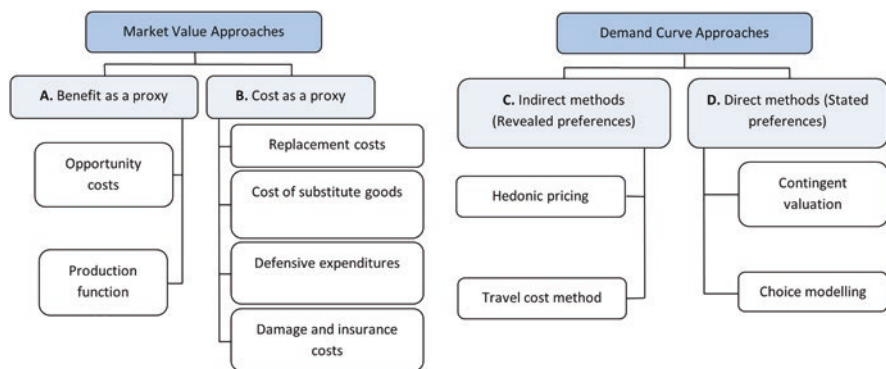 Market Value Approaches
A. Benefit as a proxy
B. Cost as a proxy
Opportunity
costs
Production
function
Replacement costs
Cost of substitute goods
Defensive expenditures
Damage and insurance
costs
Demand Curve Approaches
C. Indirect methods
(Revealed preferences)
D. Direct methods (Stated
preferences)
Hedonic pricing
Travel cost method
Contingent
valuation
Choice modelling